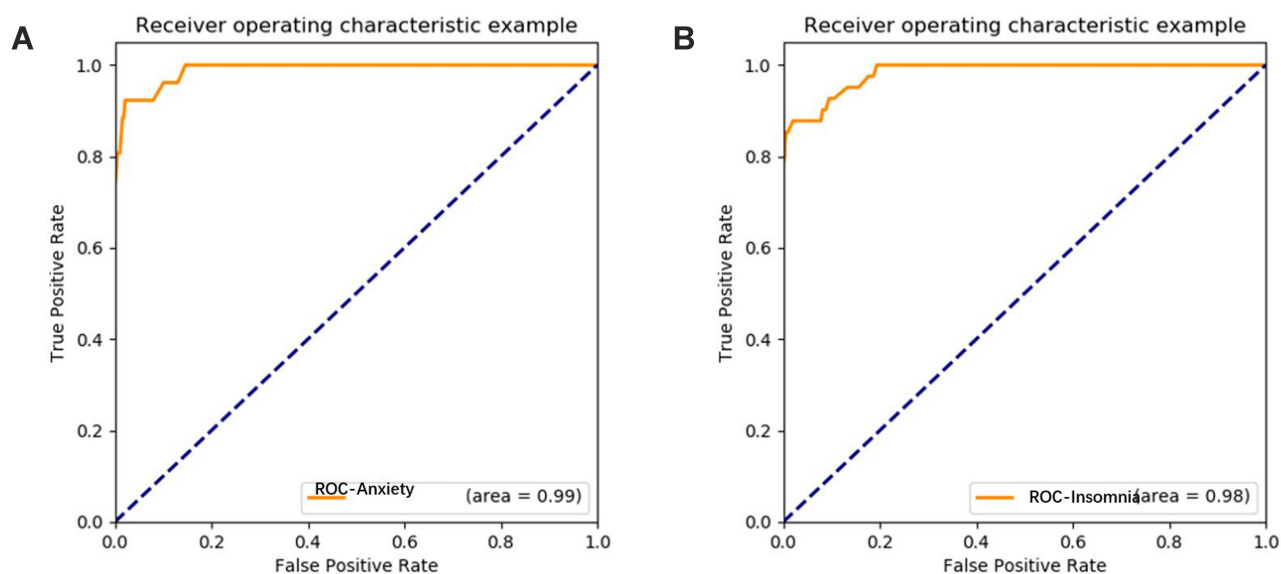 A
Receiver operating characteristic example
1.0
0.8
0.6
0.4
0.2
0.0
True Positive Rate
ROC-Anxiety (area = 0.99)
0.0 0.2 0.4 0.6 0.8 1.0
False Positive Rate
B
Receiver operating characteristic example
1.0
0.8
0.6
0.4
0.2
0.0
True Positive Rate
ROC-Insomnia (area = 0.98)
0.0 0.2 0.4 0.6 0.8 1.0
False Positive Rate